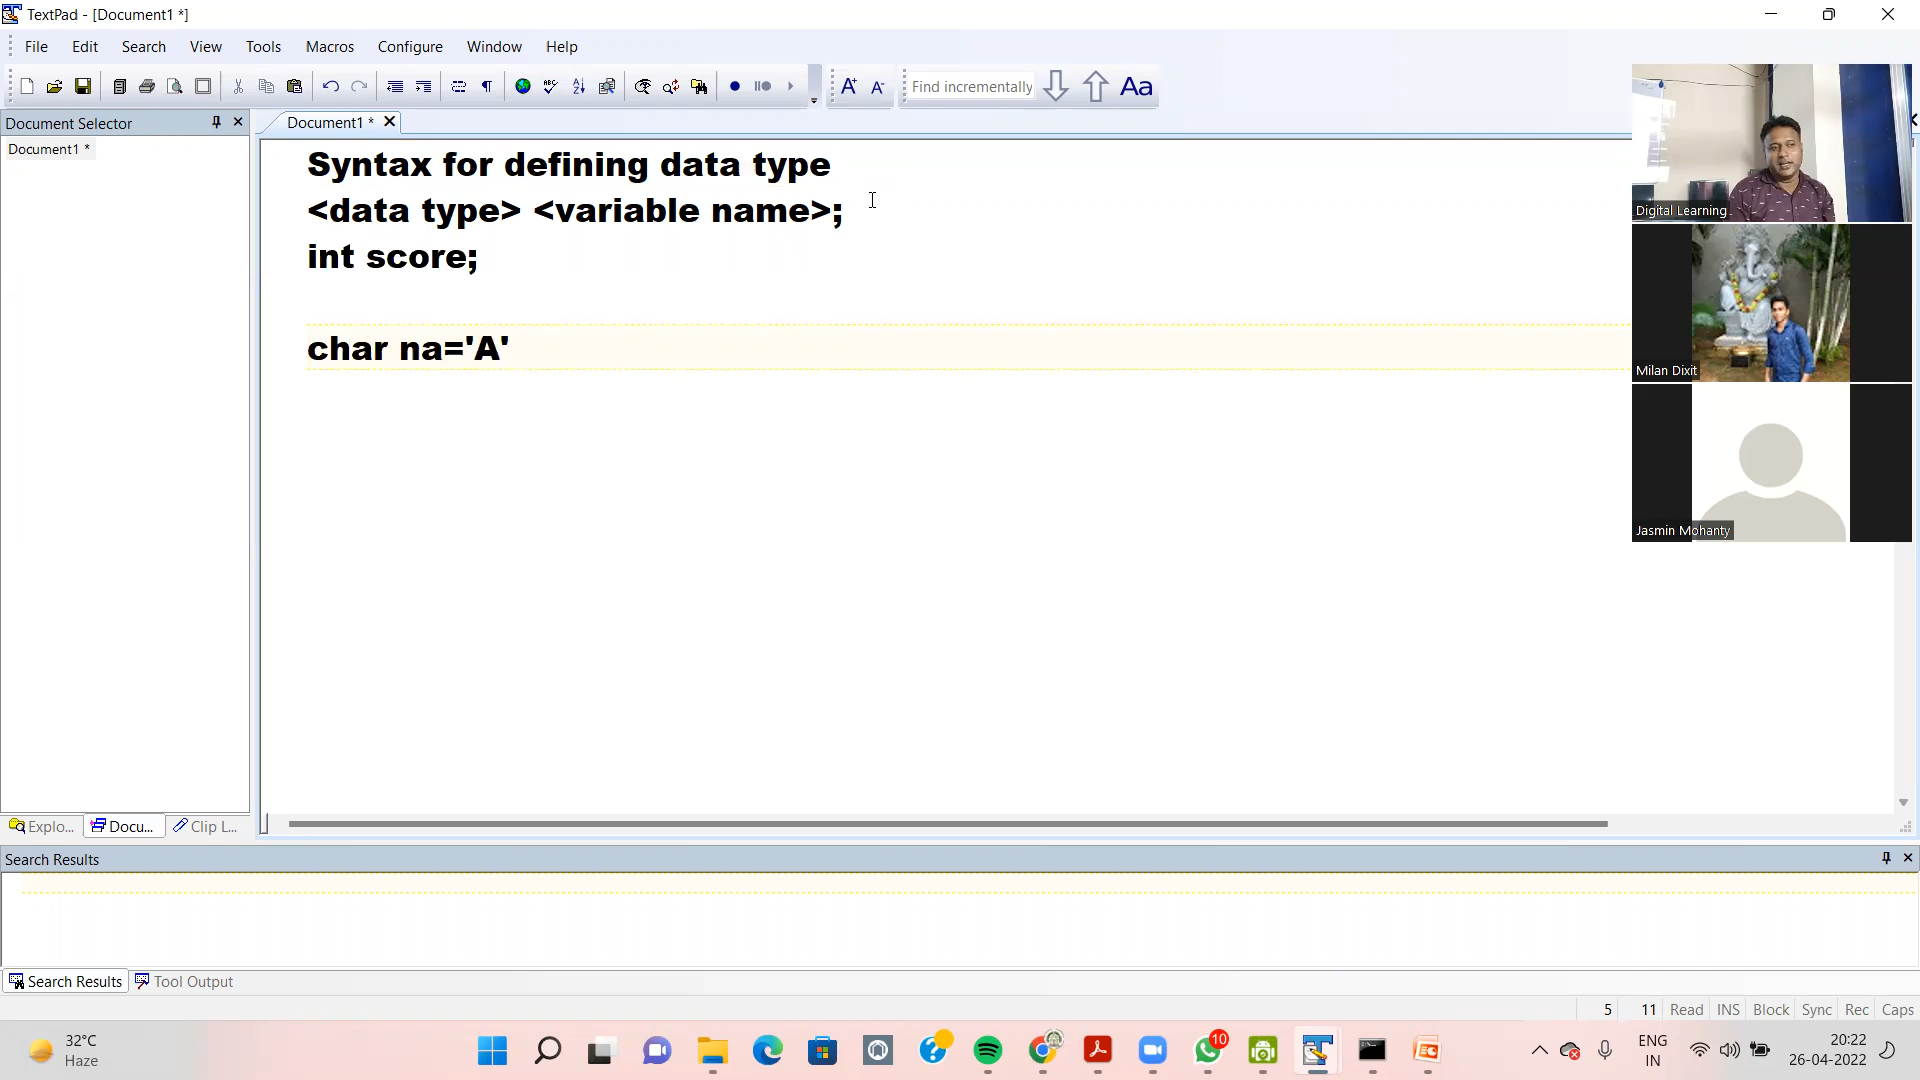 TextPad - [Document1 *]
File Edit Search View Tools Macros Configure Window Help
Find incrementally
Aa
Document Selector
Document1 *
Document1 *
Syntax for defining data type
<data type> <variable name>;
int score;
char na='A'
Digital Learning
Milan Dixit
Jasmin Mohanty
Explo... Docu... Clip L...
Search Results
Search Results Tool Output
5 11 Read INS Block Sync Rec Caps
32°C
Haze
10
ENG
IN
20:22
26-04-2022